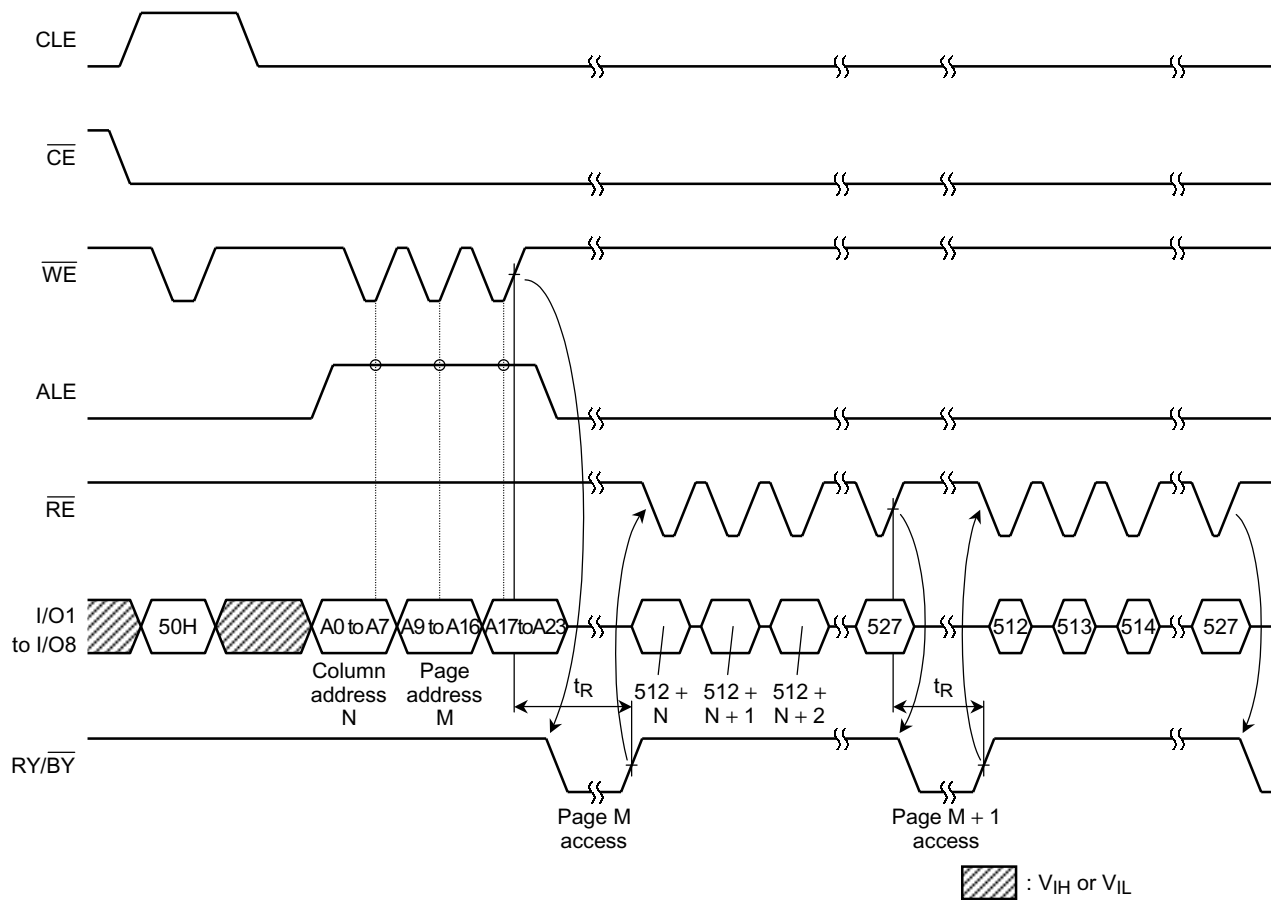 CLE
CE
WE
ALE
RE
I/O1
to I/O8
50H
A0 to A7
A9 to A16
A17 to A23
527
512
513
514
527
Column
address
N
Page
address
M
tR
512 +
N
512 +
N + 1
512 +
N + 2
tR
RY/BY
Page M
access
Page M + 1
access
: VIH or VIL